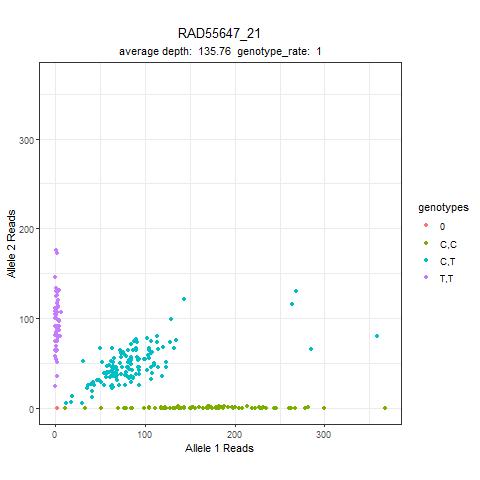 RAD55647_21
average depth: 135.76 genotype_rate: 1
Allele 2 Reads
300
200
100
0
0
100
200
300
Allele 1 Reads
genotypes
0
C,C
C,T
T,T